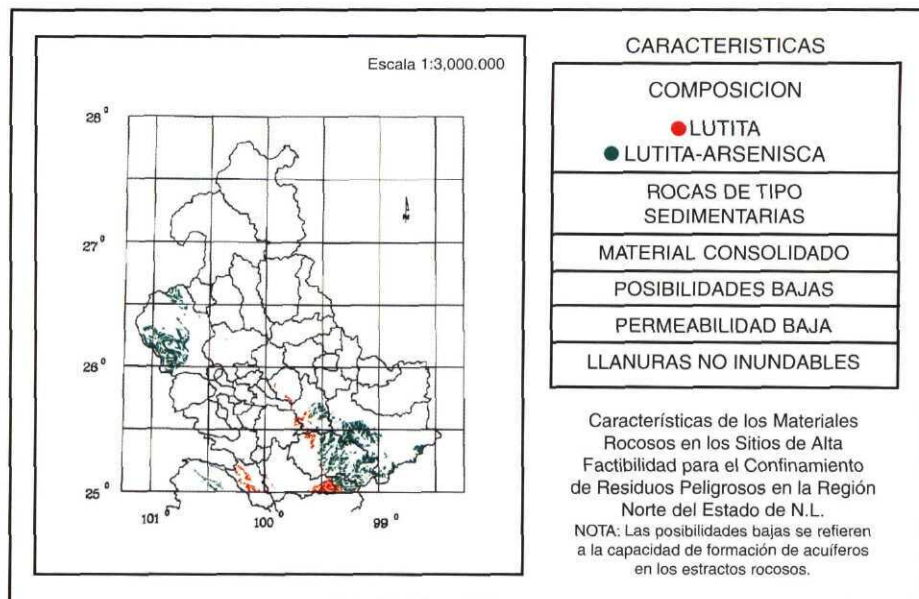 Escala 1:3,000.000
28°
27°
26°
25°
101°
100°
99°
N
CARACTERISTICAS
COMPOSICION
LUTITA
LUTITA-ARSENISCA
ROCAS DE TIPO
SEDIMENTARIAS
MATERIAL CONSOLIDADO
POSIBILIDADES BAJAS
PERMEABILIDAD BAJA
LLANURAS NO INUNDABLES
Características de los Materiales
Rocosos en los Sitios de Alta
Factibilidad para el Confinamiento
de Residuos Peligrosos en la Región
Norte del Estado de N.L.
NOTA: Las posibilidades bajas se refieren
a la capacidad de formación de acuíferos
en los estractos rocosos.